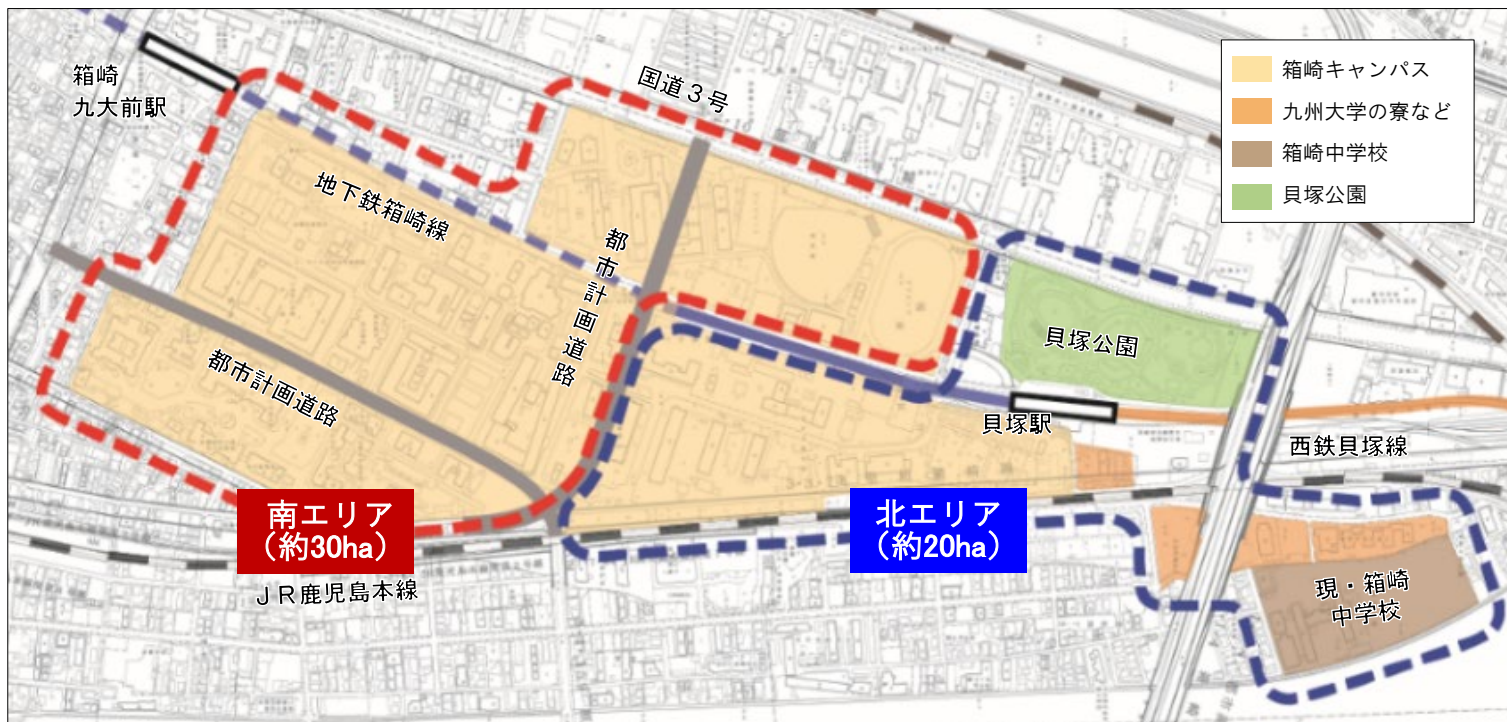 箱崎
九大前駅
国道３号
箱崎キャンパス
九州大学の寮など
箱崎中学校
貝塚公園
地下鉄箱崎線
都市計画道路
都市計画道路
貝塚公園
貝塚駅
西鉄貝塚線
南エリア
（約30ha）
北エリア
（約20ha）
ＪＲ鹿児島本線
現・箱崎
中学校